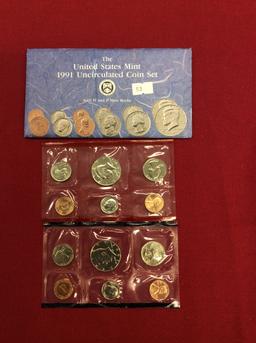 The
United States Mint
1991 Uncirculated Coin Set
with D and P Mint Marks